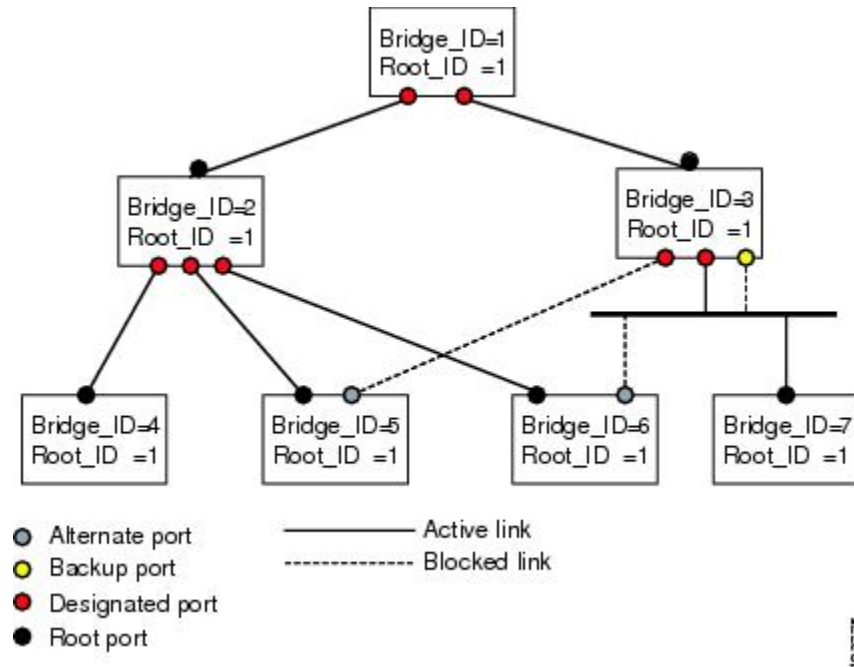 Bridge_ID=1
Root_ID =1
Bridge_ID=2
Root_ID =1
Bridge_ID=3
Root_ID =1
Bridge_ID=4
Root_ID =1
Bridge_ID=5
Root_ID =1
Bridge_ID=6
Root_ID =1
Bridge_ID=7
Root_ID =1
Alternate port
Backup port
Designated port
Root port
Active link
Blocked link